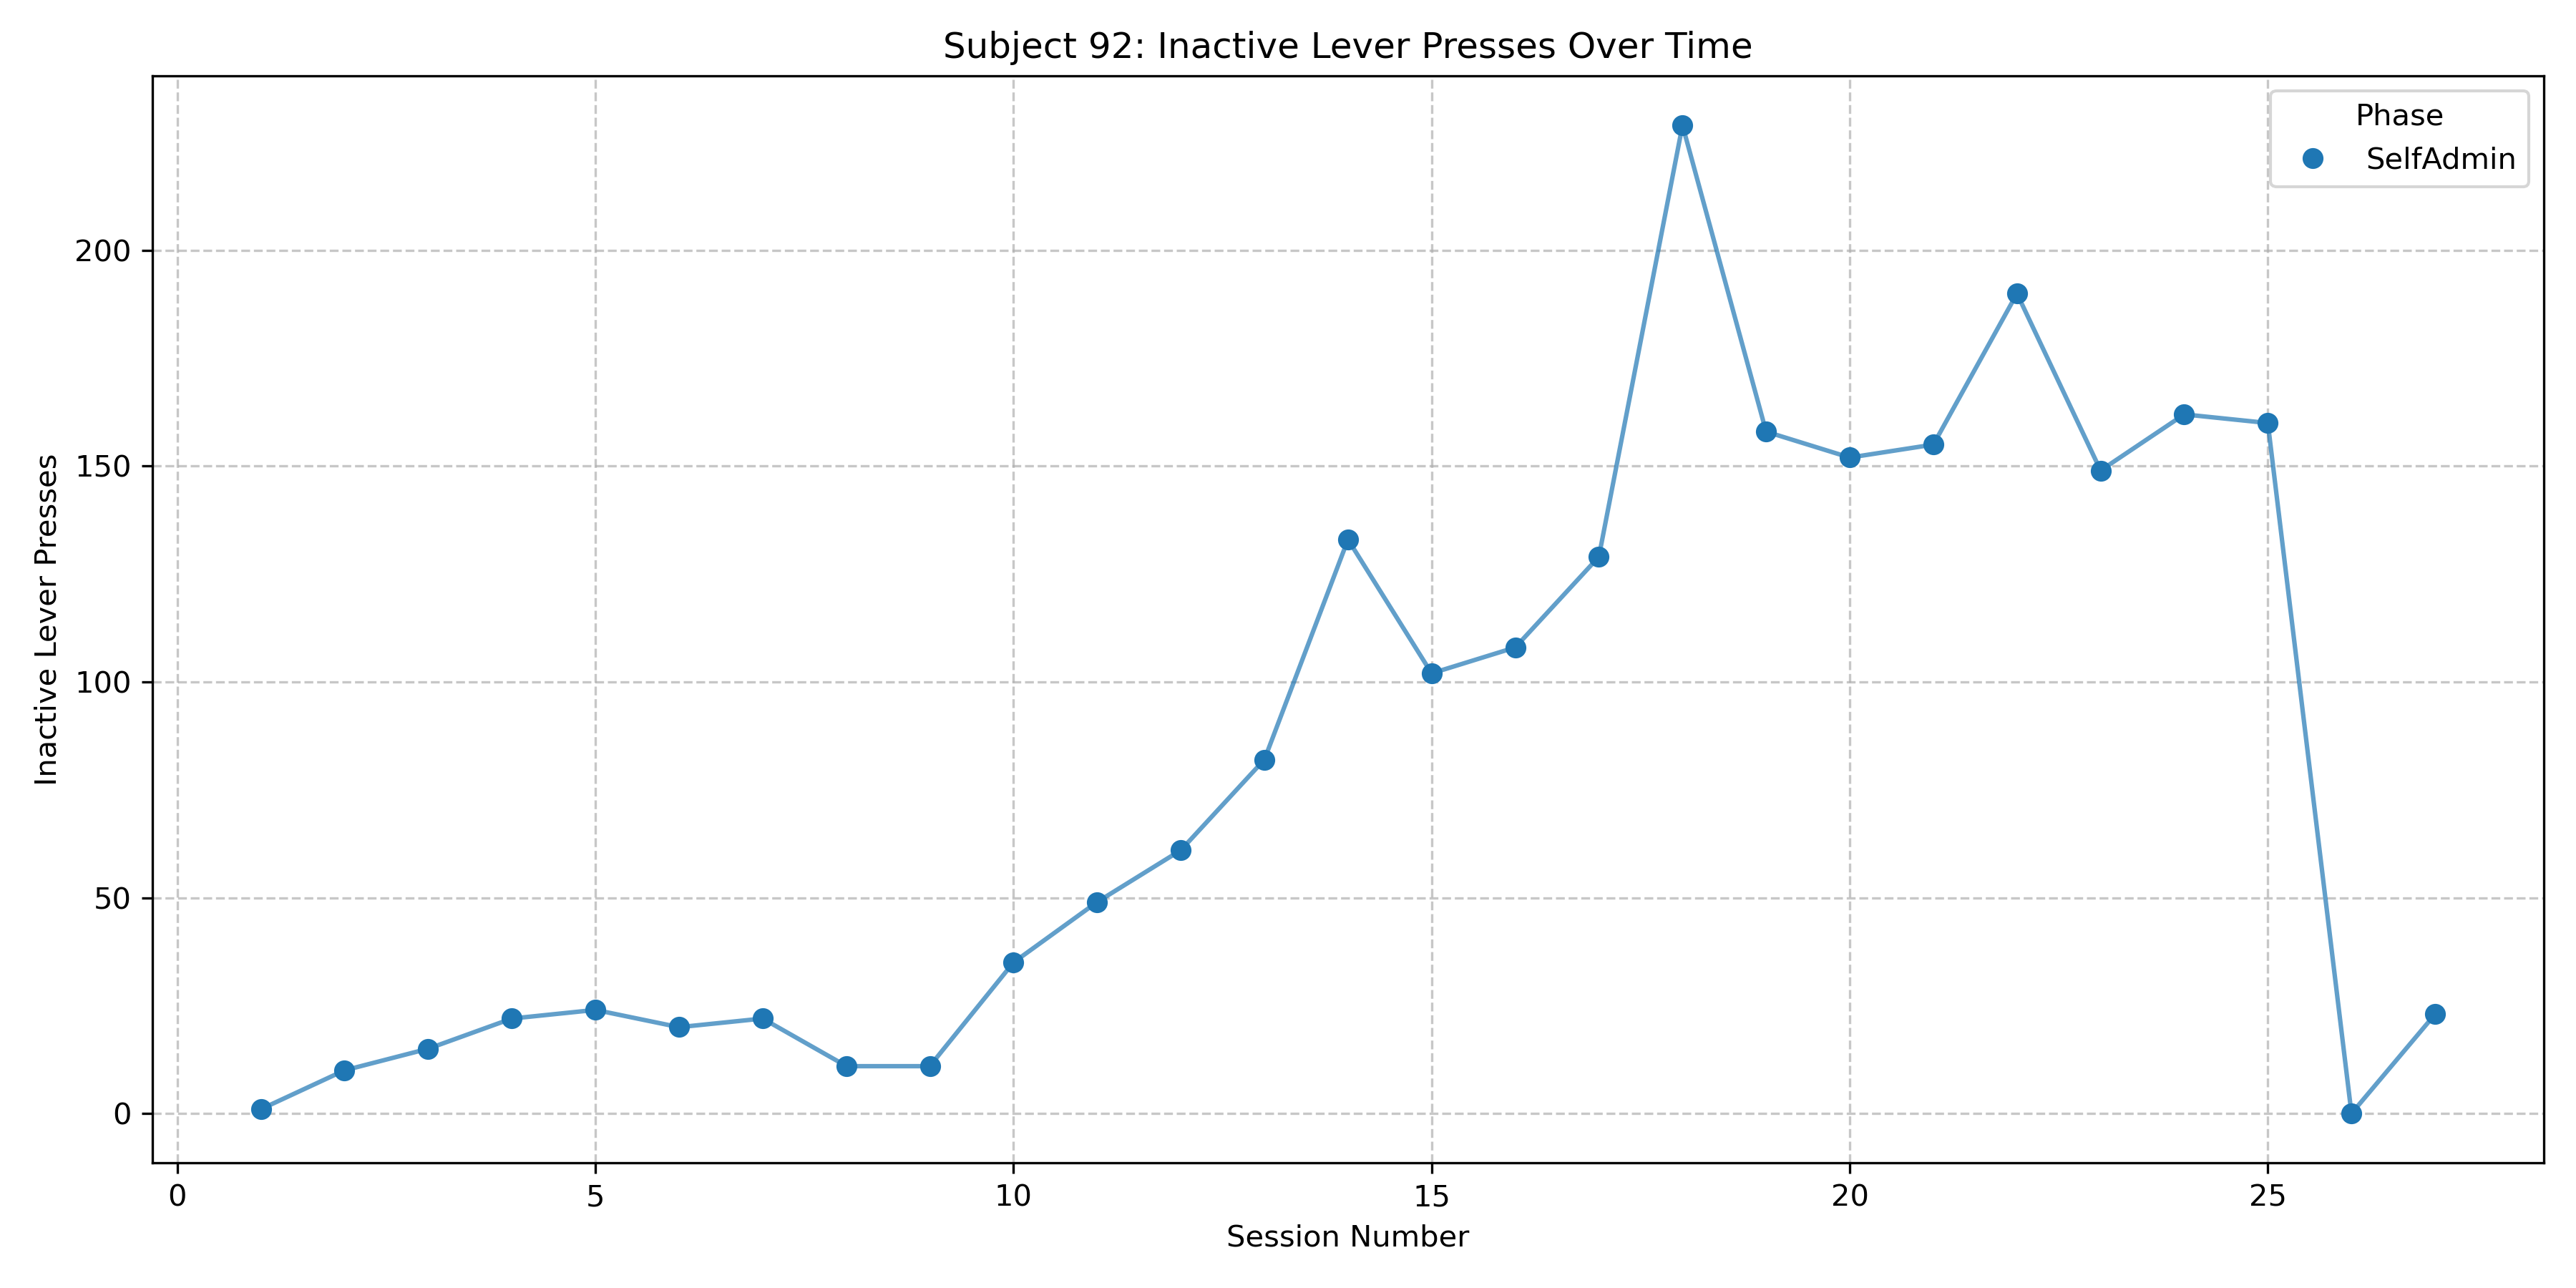 Subject 92: Inactive Lever Presses Over Time
Phase
SelfAdmin
Inactive Lever Presses
200
150
100
50
0
0 5 10 15 20 25
Session Number